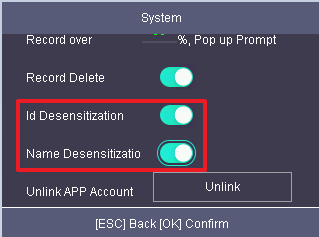 System
Record over %, Pop up Prompt
Record Delete
Id Desensitization
Name Desensitizatio
Unlink APP Account Unlink
[ESC] Back [OK] Confirm